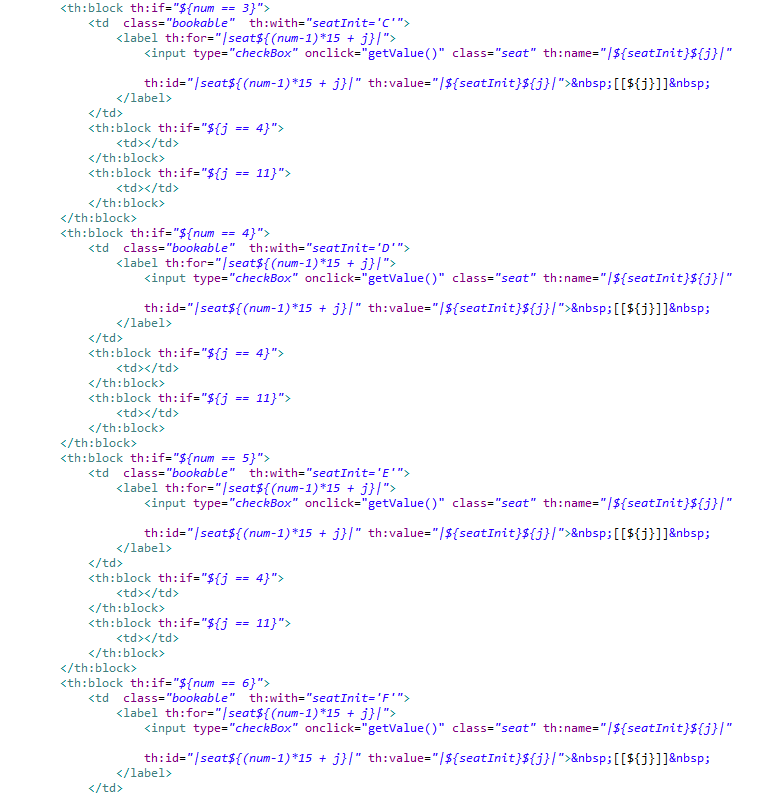 <th:block th:if="${num == 3}">
<td  class="bookable"  th:with="seatInit='C'">
<label th:for="|seat${(num-1)*15 + j}|">
<input type="checkBox" onclick="getValue()" class="seat" th:name="|${seatInit}${j}|"
th:id="|seat${(num-1)*15 + j}|" th:value="|${seatInit}${j}|">&nbsp;[[${j}]]&nbsp;
</label>
</td>
<th:block th:if="${j == 4}">
<td></td>
</th:block>
<th:block th:if="${j == 11}">
<td></td>
</th:block>
</th:block>
<th:block th:if="${num == 4}">
<td  class="bookable"  th:with="seatInit='D'">
<label th:for="|seat${(num-1)*15 + j}|">
<input type="checkBox" onclick="getValue()" class="seat" th:name="|${seatInit}${j}|"
th:id="|seat${(num-1)*15 + j}|" th:value="|${seatInit}${j}|">&nbsp;[[${j}]]&nbsp;
</label>
</td>
<th:block th:if="${j == 4}">
<td></td>
</th:block>
<th:block th:if="${j == 11}">
<td></td>
</th:block>
</th:block>
<th:block th:if="${num == 5}">
<td  class="bookable"  th:with="seatInit='E'">
<label th:for="|seat${(num-1)*15 + j}|">
<input type="checkBox" onclick="getValue()" class="seat" th:name="|${seatInit}${j}|"
th:id="|seat${(num-1)*15 + j}|" th:value="|${seatInit}${j}|">&nbsp;[[${j}]]&nbsp;
</label>
</td>
<th:block th:if="${j == 4}">
<td></td>
</th:block>
<th:block th:if="${j == 11}">
<td></td>
</th:block>
</th:block>
<th:block th:if="${num == 6}">
<td  class="bookable"  th:with="seatInit='F'">
<label th:for="|seat${(num-1)*15 + j}|">
<input type="checkBox" onclick="getValue()" class="seat" th:name="|${seatInit}${j}|"
th:id="|seat${(num-1)*15 + j}|" th:value="|${seatInit}${j}|">&nbsp;[[${j}]]&nbsp;
</label>
</td>